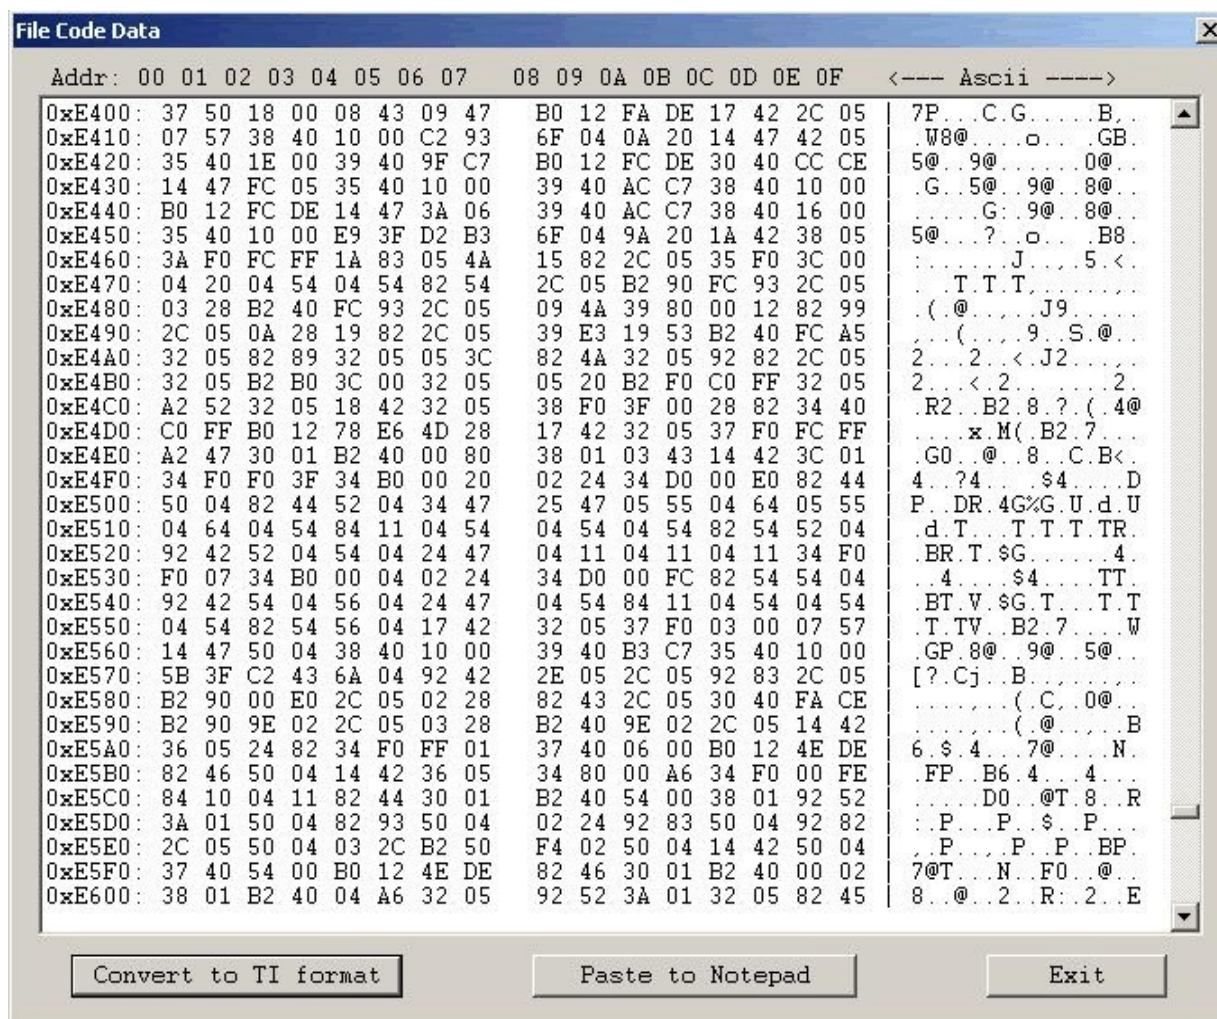 File Code Data
Addr: 00 01 02 03 04 05 06 07 08 09 0A 0B 0C 0D 0E 0F <--- Ascii ---->
0xE400: 37 50 18 00 08 43 09 47 B0 12 FA DE 17 42 2C 05 | 7P...C.G.....B,.
0xE410: 07 57 38 40 10 00 C2 93 6F 04 0A 20 14 47 42 05 | .W8@....o.. .GB.
0xE420: 35 40 1E 00 39 40 9F C7 B0 12 FC DE 30 40 CC CE | 5@..9@......0@..
0xE430: 14 47 FC 05 35 40 10 00 39 40 AC C7 38 40 10 00 | .G..5@..9@..8@..
0xE440: B0 12 FC DE 14 47 3A 06 39 40 AC C7 38 40 16 00 | .....G:.9@..8@..
0xE450: 35 40 10 00 E9 3F D2 B3 6F 04 9A 20 1A 42 38 05 | 5@...?..o.. .B8.
0xE460: 3A F0 FC FF 1A 83 05 4A 15 82 2C 05 35 F0 3C 00 | :......J..,.5.<.
0xE470: 04 20 04 54 04 54 82 54 2C 05 B2 90 FC 93 2C 05 | . .T.T.T,.....,.
0xE480: 03 28 B2 40 FC 93 2C 05 09 4A 39 80 00 12 82 99 | .(.@..,..J9.....
0xE490: 2C 05 0A 28 19 82 2C 05 39 E3 19 53 B2 40 FC A5 | ,..(..,.9..S.@..
0xE4A0: 32 05 82 89 32 05 05 3C 82 4A 32 05 92 82 2C 05 | 2...2..<.J2...,.
0xE4B0: 32 05 B2 B0 3C 00 32 05 05 20 B2 F0 C0 FF 32 05 | 2...<.2.. ....2.
0xE4C0: A2 52 32 05 18 42 32 05 38 F0 3F 00 28 82 34 40 | .R2..B2.8.?.(.4@
0xE4D0: C0 FF B0 12 78 E6 4D 28 17 42 32 05 37 F0 FC FF | ....x.M(.B2.7...
0xE4E0: A2 47 30 01 B2 40 00 80 38 01 03 43 14 42 3C 01 | .G0..@..8..C.B<.
0xE4F0: 34 F0 F0 3F 34 B0 00 20 02 24 34 D0 00 E0 82 44 | 4..?4.. .$4....D
0xE500: 50 04 82 44 52 04 34 47 25 47 05 55 04 64 05 55 | P..DR.4G%G.U.d.U
0xE510: 04 64 04 54 84 11 04 54 04 54 04 54 82 54 52 04 | .d.T...T.T.T.TR.
0xE520: 92 42 52 04 54 04 24 47 04 11 04 11 04 11 34 F0 | .BR.T.$G......4.
0xE530: F0 07 34 B0 00 04 02 24 34 D0 00 FC 82 54 54 04 | ..4....$4....TT.
0xE540: 92 42 54 04 56 04 24 47 04 54 84 11 04 54 04 54 | .BT.V.$G.T...T.T
0xE550: 04 54 82 54 56 04 17 42 32 05 37 F0 03 00 07 57 | .T.TV..B2.7....W
0xE560: 14 47 50 04 38 40 10 00 39 40 B3 C7 35 40 10 00 | .GP.8@..9@..5@..
0xE570: 5B 3F C2 43 6A 04 92 42 2E 05 2C 05 92 83 2C 05 | [?.Cj..B..,...,.
0xE580: B2 90 00 E0 2C 05 02 28 82 43 2C 05 30 40 FA CE | ....,..(.C,.0@..
0xE590: B2 90 9E 02 2C 05 03 28 B2 40 9E 02 2C 05 14 42 | ....,..(.@..,..B
0xE5A0: 36 05 24 82 34 F0 FF 01 37 40 06 00 B0 12 4E DE | 6.$.4...7@....N.
0xE5B0: 82 46 50 04 14 42 36 05 34 80 00 A6 34 F0 00 FE | .FP..B6.4...4...
0xE5C0: 84 10 04 11 82 44 30 01 B2 40 54 00 38 01 92 52 | .....D0..@T.8..R
0xE5D0: 3A 01 50 04 82 93 50 04 02 24 92 83 50 04 92 82 | :.P...P..$..P...
0xE5E0: 2C 05 50 04 03 2C B2 50 F4 02 50 04 14 42 50 04 | ,.P..,.P..P..BP.
0xE5F0: 37 40 54 00 B0 12 4E DE 82 46 30 01 B2 40 00 02 | 7@T...N..F0..@..
0xE600: 38 01 B2 40 04 A6 32 05 92 52 3A 01 32 05 82 45 | 8..@..2..R:.2..E
Convert to TI format Paste to Notepad Exit